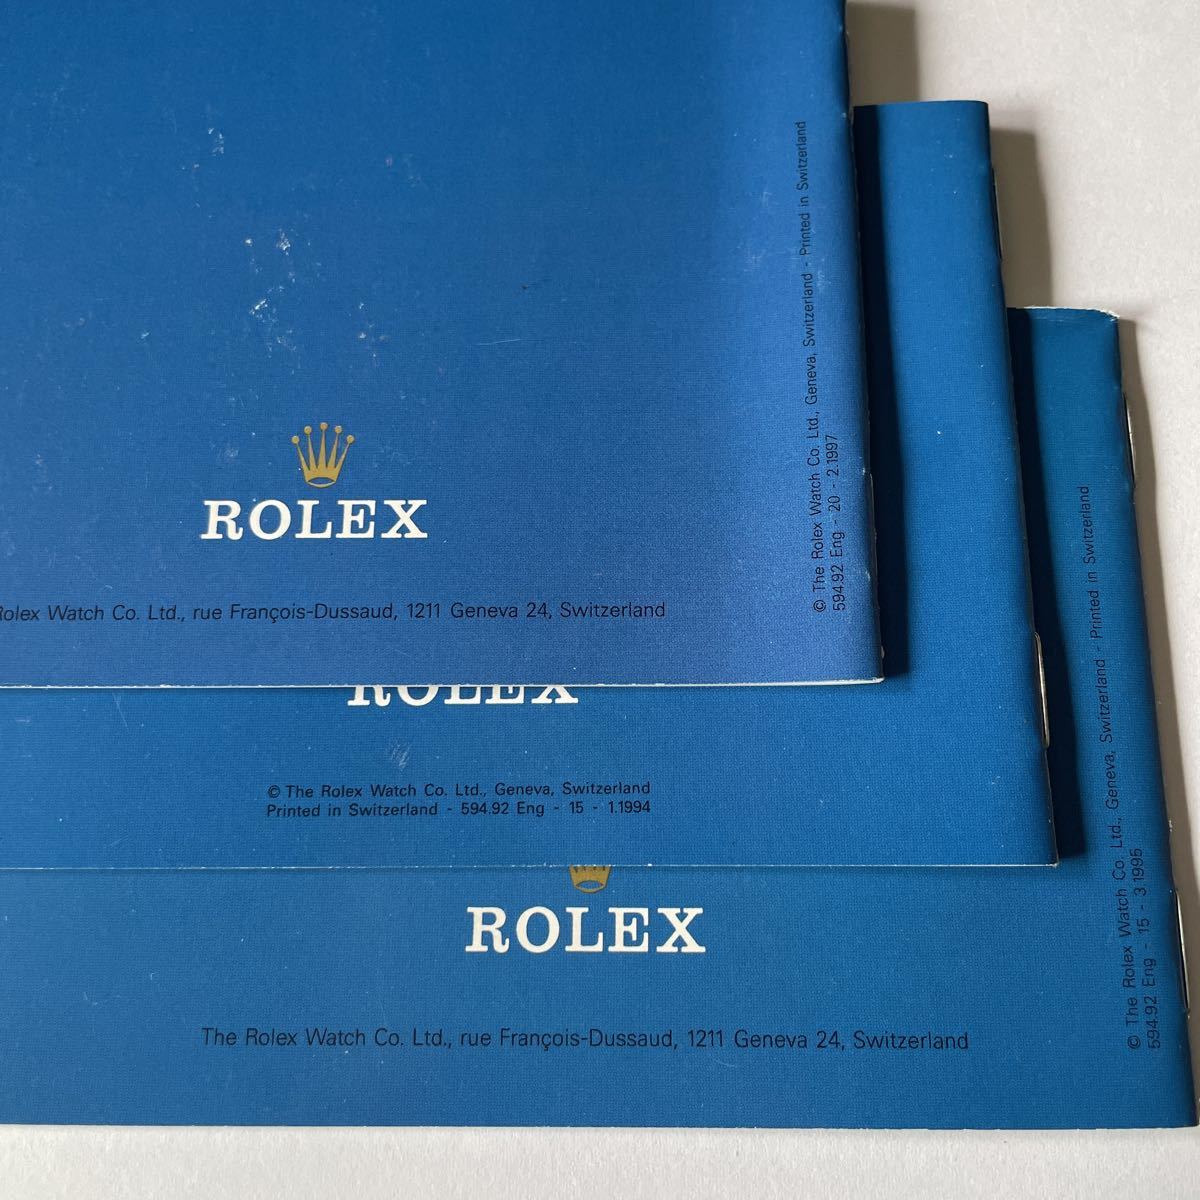 ROLEX
Rolex Watch Co. Ltd., rue François-Dussaud, 1211 Geneva 24, Switzerland
© The Rolex Watch Co. Ltd., Geneva, Switzerland - Printed in Switzerland
594.92 Eng - 20 - 2.1997
ROLEX
© The Rolex Watch Co. Ltd., Geneva, Switzerland
Printed in Switzerland - 594.92 Eng - 15 - 1.1994
ROLEX
The Rolex Watch Co. Ltd., rue François-Dussaud, 1211 Geneva 24, Switzerland
© The Rolex Watch Co. Ltd., Geneva, Switzerland - Printed in Switzerland
594.92 Eng - 15 - 3 1995